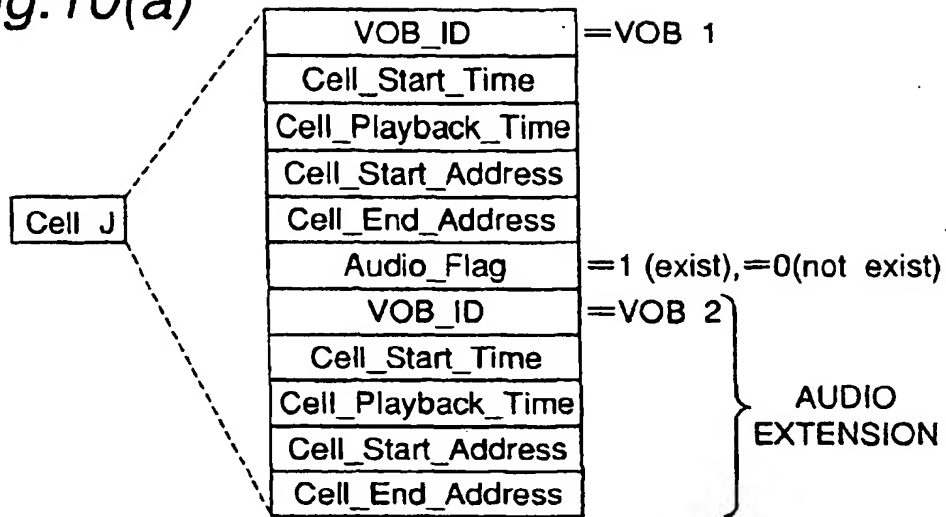 g.10(a)
VOB_ID =VOB 1
Cell_Start_Time
Cell_Playback_Time
Cell_Start_Address
Cell J Cell_End_Address
Audio_Flag =1 (exist),=0(not exist)
VOB_ID =VOB 2
Cell_Start_Time
Cell_Playback_Time
Cell_Start_Address
Cell_End_Address
AUDIO
EXTENSION